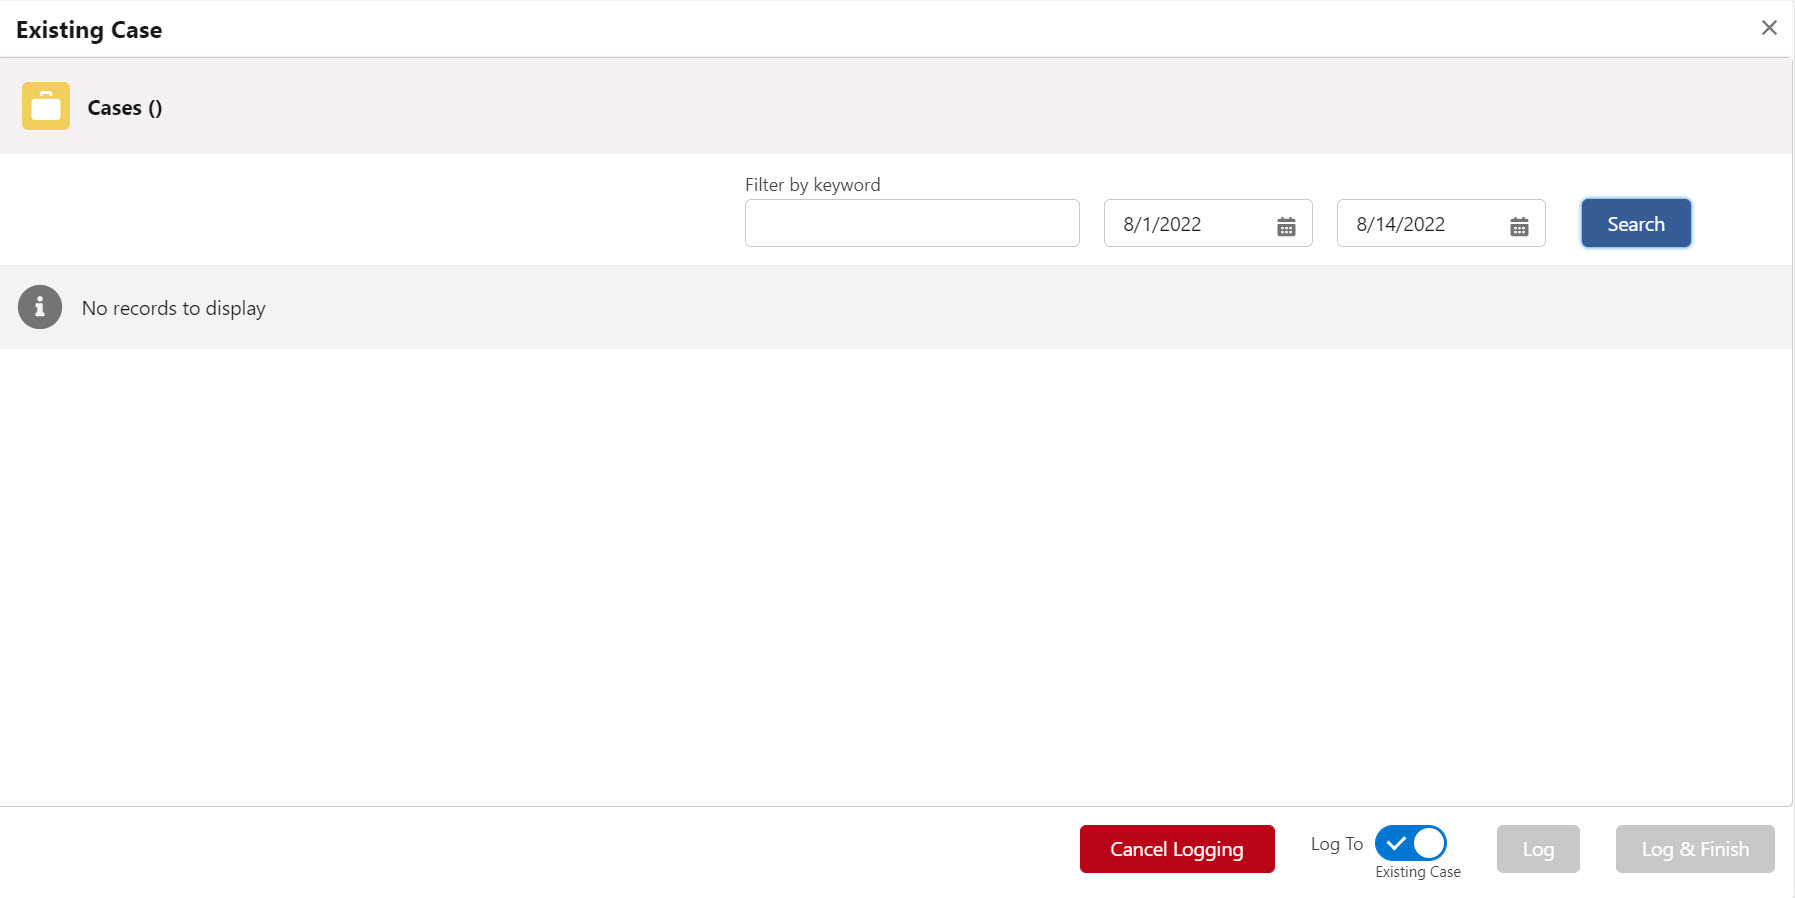 Existing Case
Cases ()
Filter by keyword
8/1/2022
8/14/2022
Search
No records to display
Cancel Logging
Log To
Existing Case
Log
Log & Finish